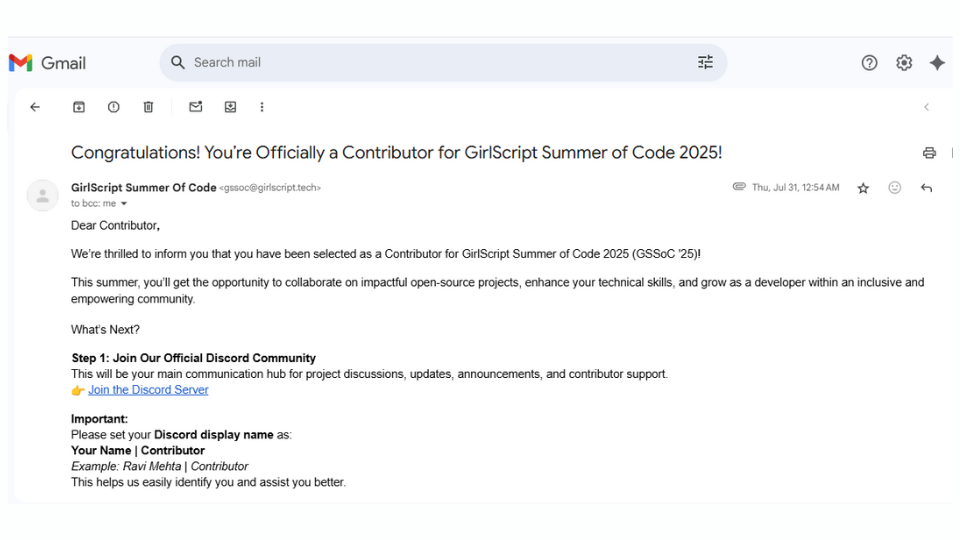 Gmail
Search mail
Congratulations! You're Officially a Contributor for GirlScript Summer of Code 2025!
GirlScript Summer Of Code <gssoc@girlscript.tech>
Thu, Jul 31, 12:54 AM
to bcc: me
Dear Contributor,
We're thrilled to inform you that you have been selected as a Contributor for GirlScript Summer of Code 2025 (GSSoC '25)!
This summer, you'll get the opportunity to collaborate on impactful open-source projects, enhance your technical skills, and grow as a developer within an inclusive and
empowering community.
What's Next?
Step 1: Join Our Official Discord Community
This will be your main communication hub for project discussions, updates, announcements, and contributor support.
👉 Join the Discord Server
Important:
Please set your Discord display name as:
Your Name | Contributor
Example: Ravi Mehta | Contributor
This helps us easily identify you and assist you better.